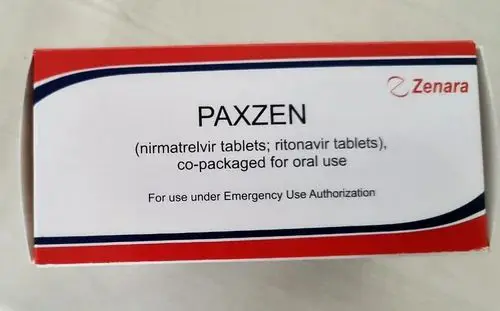 Zenara
PAXZEN
(nirmatrelvir tablets; ritonavir tablets),
co-packaged for oral use
For use under Emergency Use Authorization